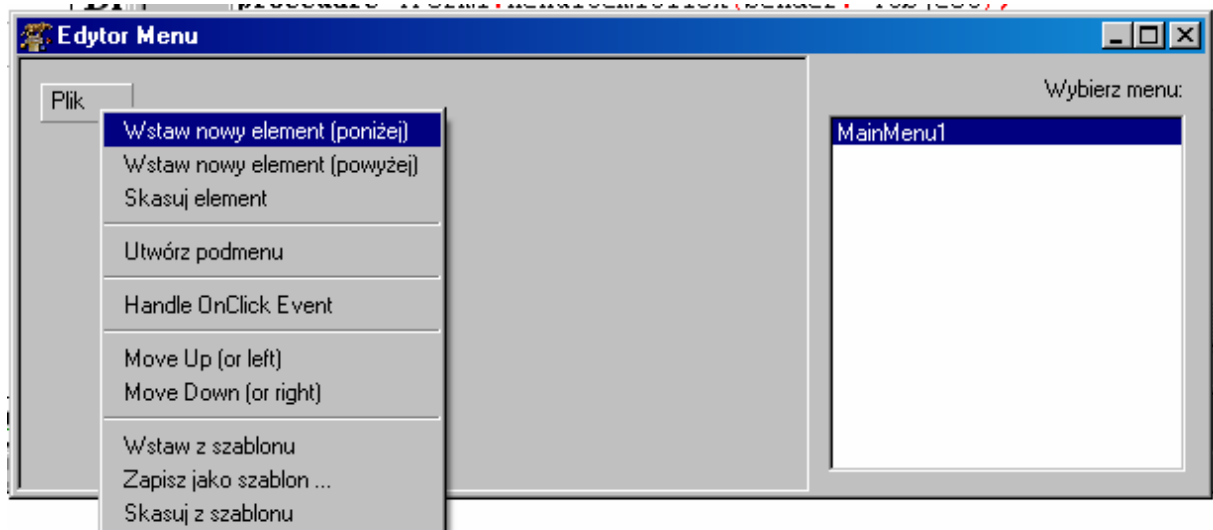 procedure
Edytor Menu
Plik
Wybierz menu:
MainMenu1
Wstaw nowy element (poniżej)
Wstaw nowy element (powyżej)
Skasuj element
Utwórz podmenu
Handle OnClick Event
Move Up (or left)
Move Down (or right)
Wstaw z szablonu
Zapisz jako szablon ...
Skasuj z szablonu